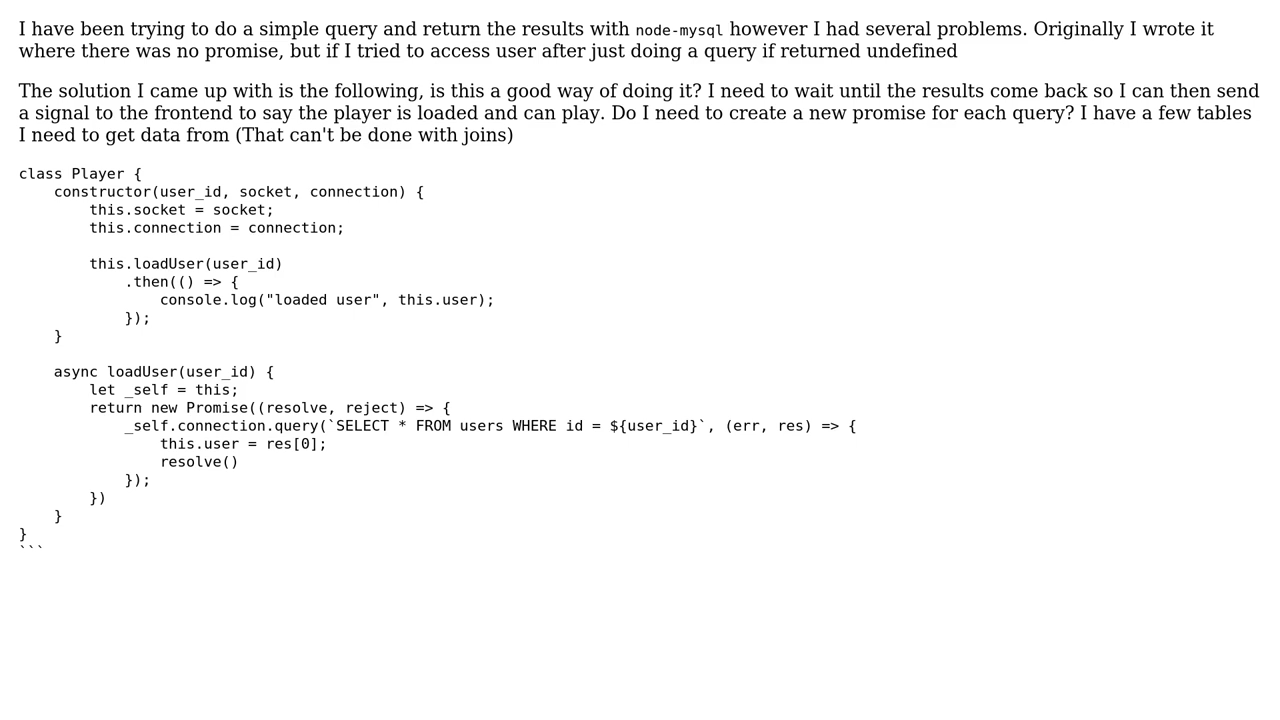 I have been trying to do a simple query and return the results with node-mysql however I had several problems. Originally I wrote it
where there was no promise, but if I tried to access user after just doing a query if returned undefined
The solution I came up with is the following, is this a good way of doing it? I need to wait until the results come back so I can then send
a signal to the frontend to say the player is loaded and can play. Do I need to create a new promise for each query? I have a few tables
I need to get data from (That can't be done with joins)
class Player {
    constructor(user_id, socket, connection) {
        this.socket = socket;
        this.connection = connection;

        this.loadUser(user_id)
            .then(() => {
                console.log("loaded user", this.user);
            });
    }

    async loadUser(user_id) {
        let _self = this;
        return new Promise((resolve, reject) => {
            _self.connection.query(`SELECT * FROM users WHERE id = ${user_id}`, (err, res) => {
                this.user = res[0];
                resolve()
            });
        })
    }
}
```